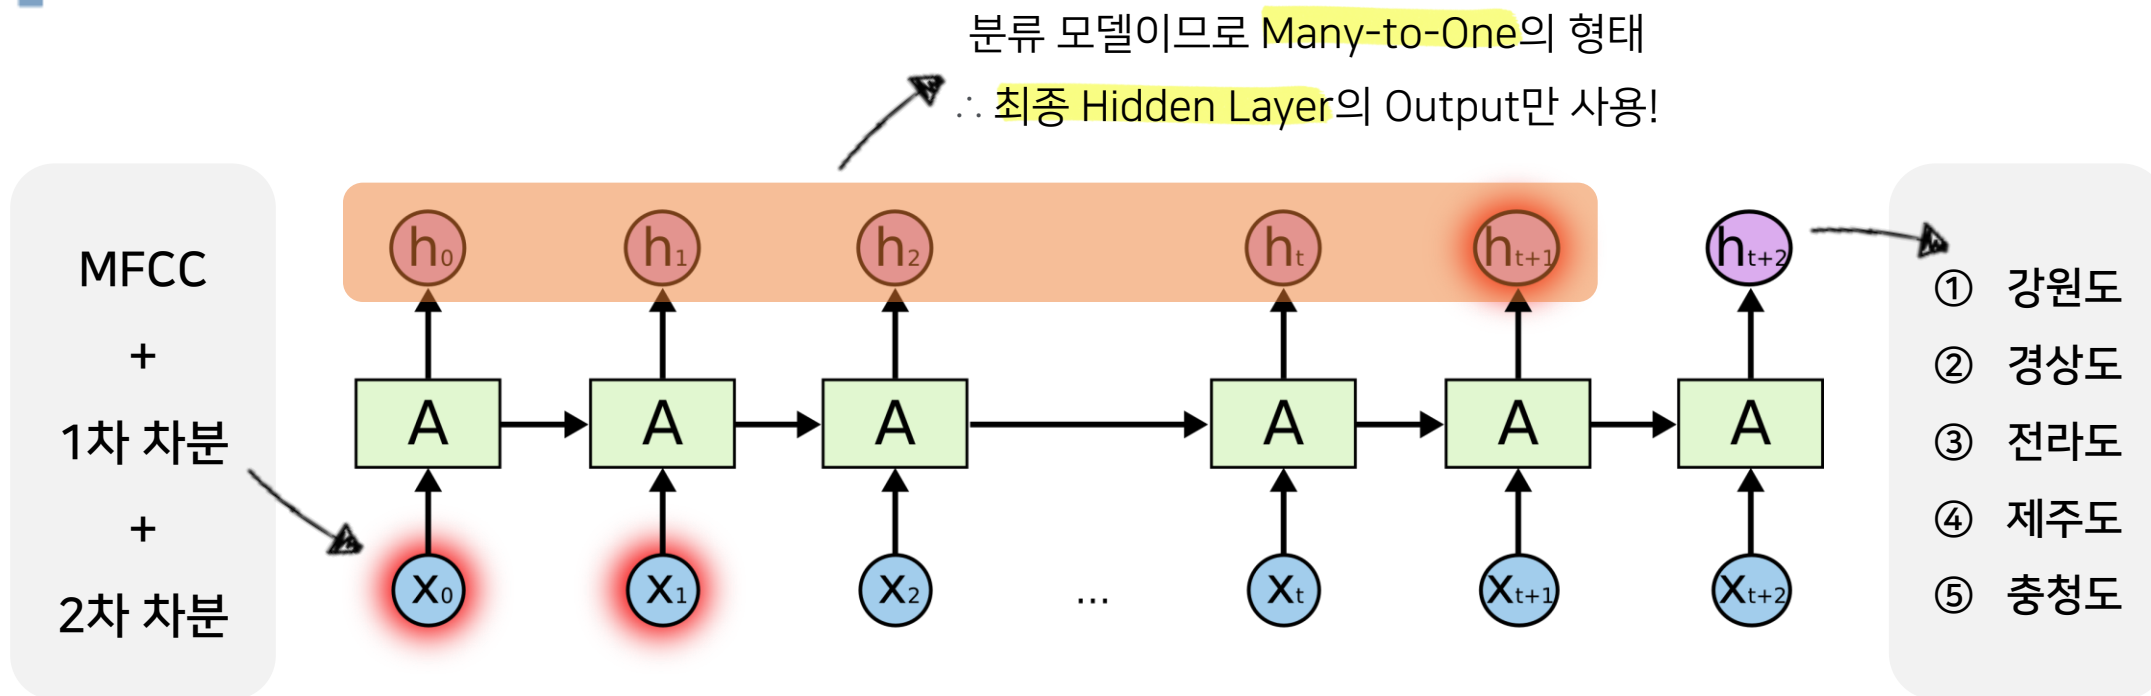 분류 모델이므로 Many-to-One의 형태
∴ 최종 Hidden Layer의 Output만 사용!
MFCC
+
1차 차분
+
2차 차분
h₀ h₁ h₂ hₜ hₜ₊₁ hₜ₊₂
A A A A A A
x₀ x₁ x₂ ... xₜ xₜ₊₁ xₜ₊₂
① 강원도
② 경상도
③ 전라도
④ 제주도
⑤ 충청도